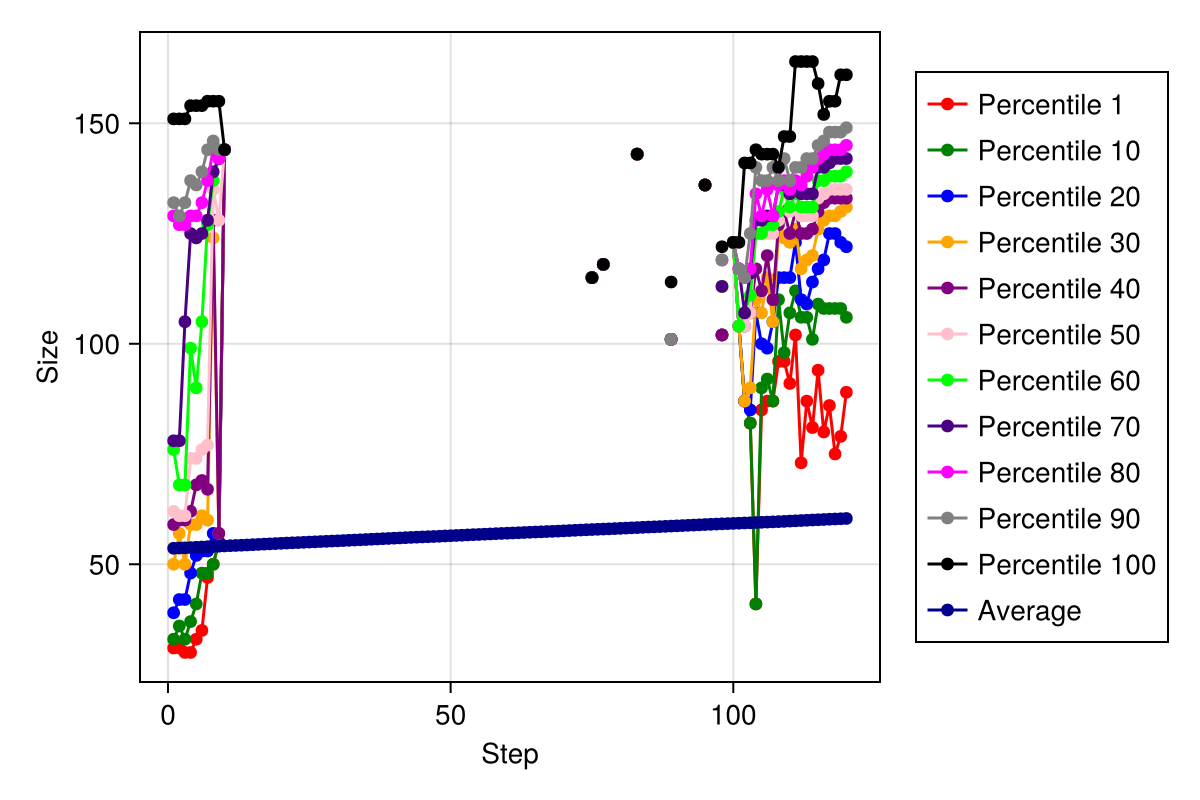 150
100
50
Size
0
50
100
Step
Percentile 1
Percentile 10
Percentile 20
Percentile 30
Percentile 40
Percentile 50
Percentile 60
Percentile 70
Percentile 80
Percentile 90
Percentile 100
Average